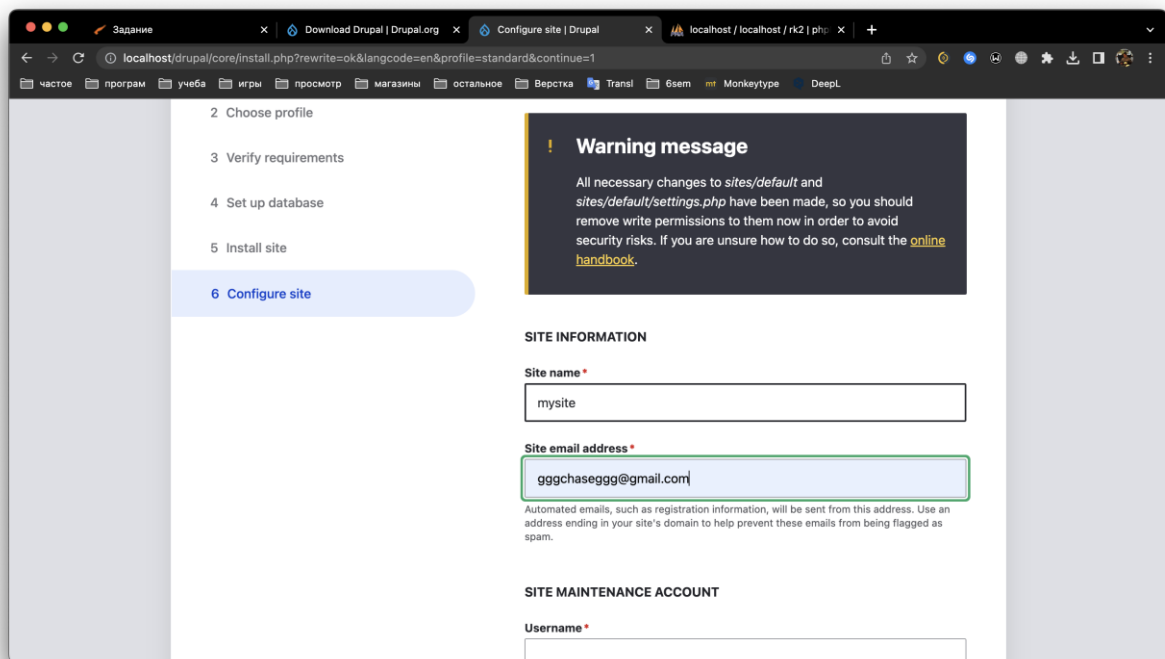 Задание
Download Drupal | Drupal.org
Configure site | Drupal
localhost / localhost / rk2 | php
localhost/drupal/core/install.php?rewrite=ok&langcode=en&profile=standard&continue=1
частое
програм
учеба
игры
просмотр
магазины
остальное
Верстка
Transl
6sem
mt Monkeytype
DeepL
2 Choose profile
3 Verify requirements
4 Set up database
5 Install site
6 Configure site
! Warning message
All necessary changes to sites/default and
sites/default/settings.php have been made, so you should
remove write permissions to them now in order to avoid
security risks. If you are unsure how to do so, consult the online
handbook.
SITE INFORMATION
Site name*
mysite
Site email address*
gggchaseggg@gmail.com
Automated emails, such as registration information, will be sent from this address. Use an
address ending in your site's domain to help prevent these emails from being flagged as
spam.
SITE MAINTENANCE ACCOUNT
Username*